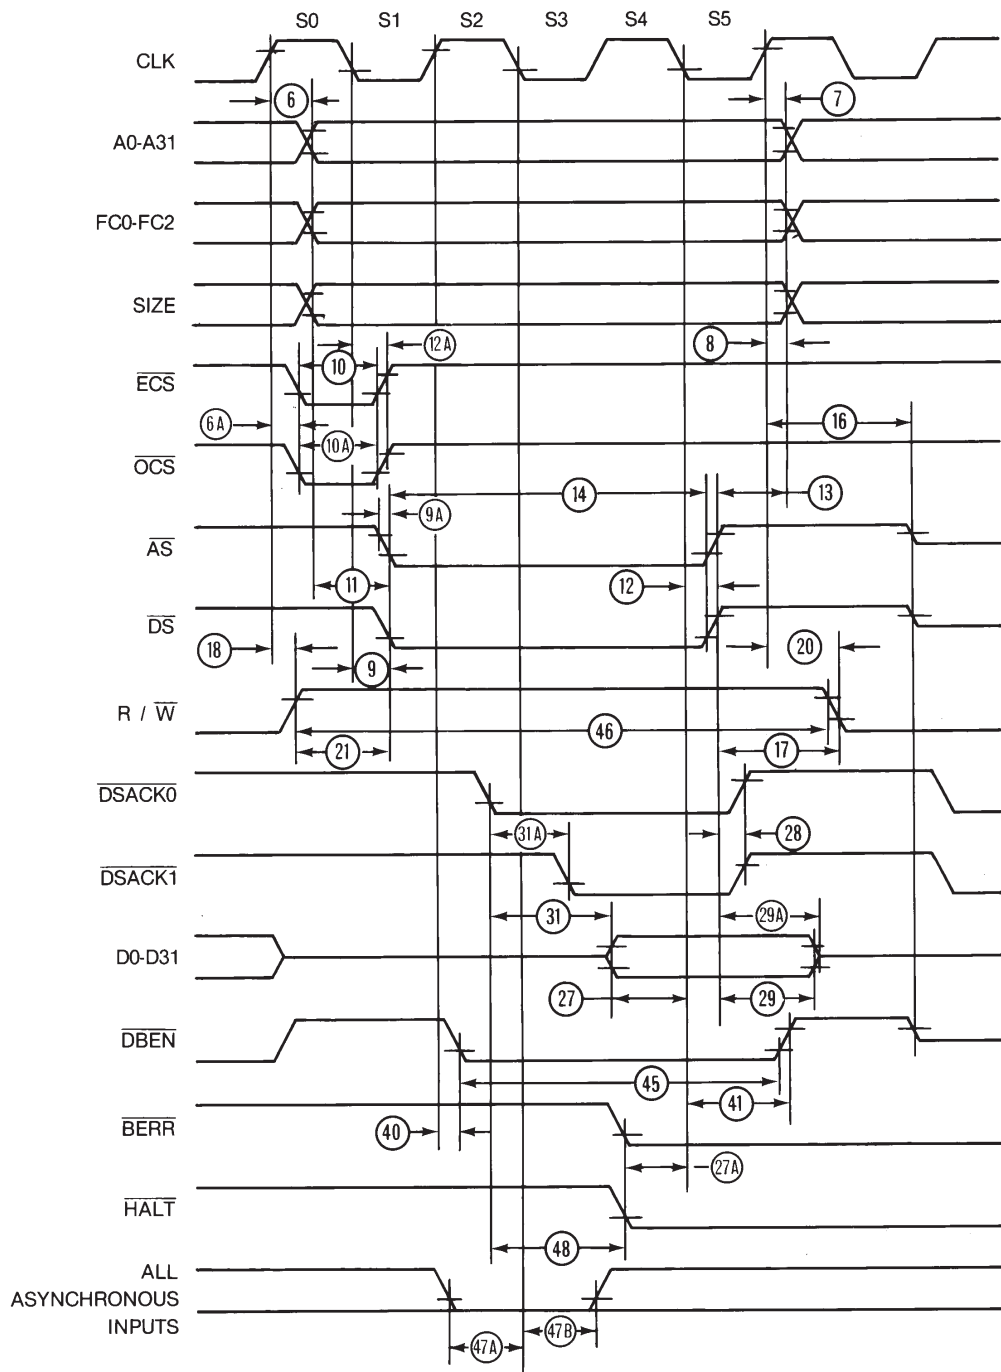 S0 S1 S2 S3 S4 S5
CLK
6 7
A0-A31
FC0-FC2
SIZE
12A 8
10
ECS
6A 16
10A
OCS
14 13
9A
AS
11 12
DS
18 9 20
R / W
46
21 17
DSACK0
31A 28
DSACK1
31 29A
D0-D31
27 29
DBEN
45
41
BERR
40
27A
HALT
48
ALL
ASYNCHRONOUS
INPUTS
47A 47B